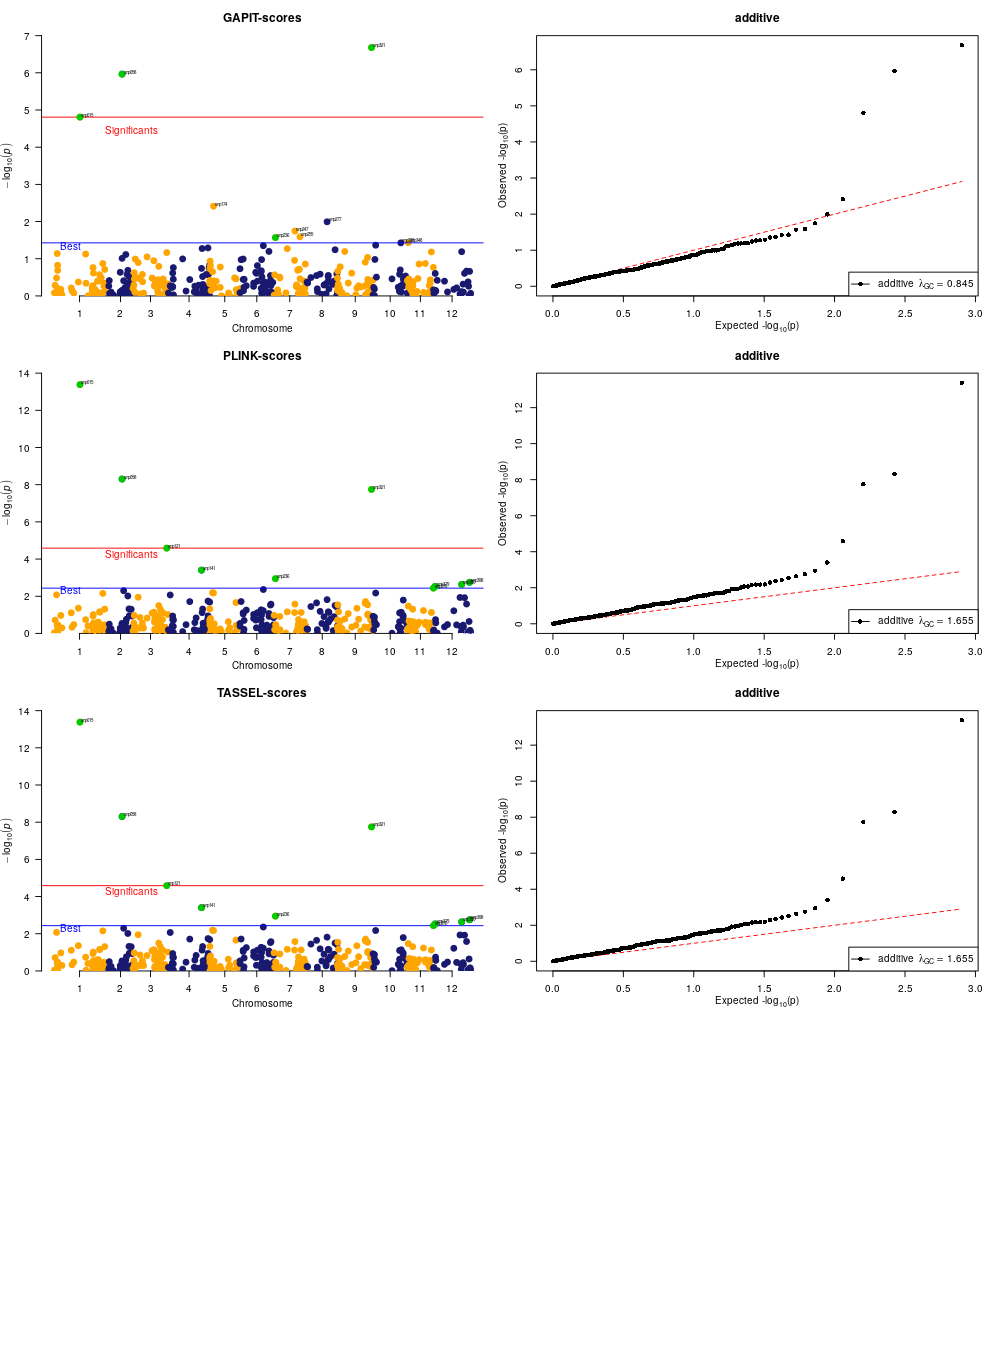 GAPIT-scores
− log10(p)
7
6
5
4
3
2
1
0
Significants
Best
1 2 3 4 5 6 7 8 9 10 11 12
Chromosome
additive
Observed -log10(p)
6
5
4
3
2
1
0
0.0 0.5 1.0 1.5 2.0 2.5 3.0
additive λGC = 0.845
Expected -log10(p)
PLINK-scores
− log10(p)
14
12
10
8
6
4
2
0
Significants
Best
1 2 3 4 5 6 7 8 9 10 11 12
Chromosome
additive
Observed -log10(p)
12
10
8
6
4
2
0
0.0 0.5 1.0 1.5 2.0 2.5 3.0
additive λGC = 1.655
Expected -log10(p)
TASSEL-scores
− log10(p)
14
12
10
8
6
4
2
0
Significants
Best
1 2 3 4 5 6 7 8 9 10 11 12
Chromosome
additive
Observed -log10(p)
12
10
8
6
4
2
0
0.0 0.5 1.0 1.5 2.0 2.5 3.0
additive λGC = 1.655
Expected -log10(p)